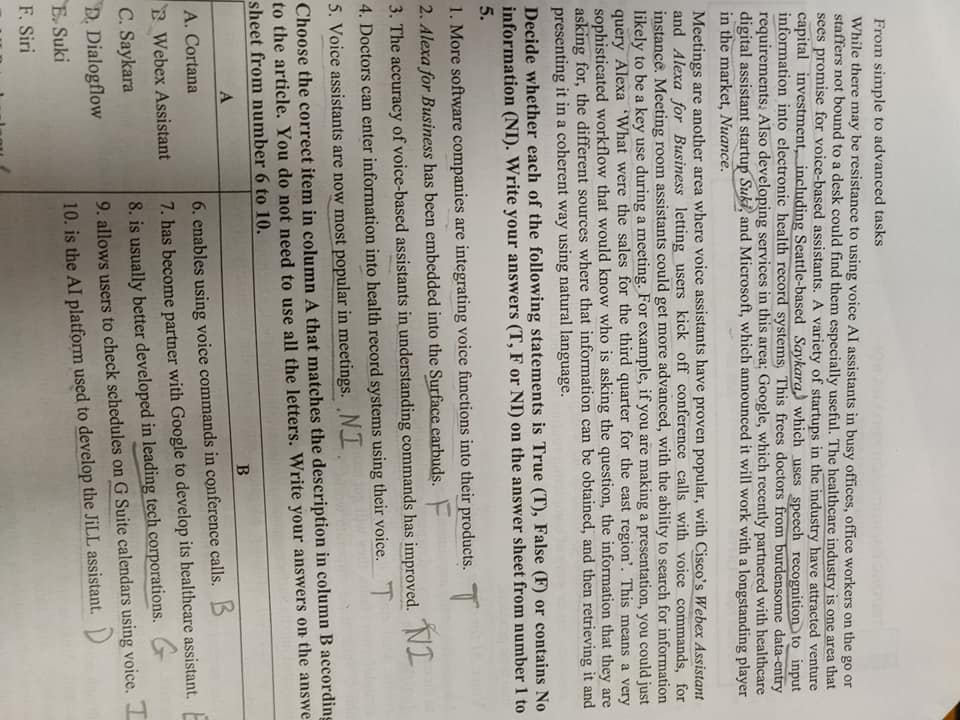 From simple to advanced tasks
While there may be resistance to using voice AI assistants in busy offices, office workers on the go or
staffers not bound to a desk could find them especially useful. The healthcare industry is one area that
sees promise for voice-based assistants. A variety of startups in the industry have attracted venture
capital investment, including Seattle-based Saykara, which uses speech recognition to input
information into electronic health record systems. This frees doctors from burdensome data-entry
requirements. Also developing services in this area: Google, which recently partnered with healthcare
digital assistant startup Suki, and Microsoft, which announced it will work with a longstanding player
in the market, Nuance.
Meetings are another area where voice assistants have proven popular, with Cisco's Webex Assistant
and Alexa for Business letting users kick off conference calls with voice commands, for
instance. Meeting room assistants could get more advanced, with the ability to search for information
likely to be a key use during a meeting. For example, if you are making a presentation, you could just
query Alexa ‘What were the sales for the third quarter for the east region’. This means a very
sophisticated workflow that would know who is asking the question, the information that they are
asking for, the different sources where that information can be obtained, and then retrieving it and
presenting it in a coherent way using natural language.
Decide whether each of the following statements is True (T), False (F) or contains No
information (NI). Write your answers (T, F or NI) on the answer sheet from number 1 to
5.
1. More software companies are integrating voice functions into their products. T
2. Alexa for Business has been embedded into the Surface earbuds. F
3. The accuracy of voice-based assistants in understanding commands has improved. NI
4. Doctors can enter information into health record systems using their voice. T
5. Voice assistants are now most popular in meetings. NI
Choose the correct item in column A that matches the description in column B according
to the article. You do not need to use all the letters. Write your answers on the answe
sheet from number 6 to 10.
A
B
A. Cortana
B. Webex Assistant
C. Saykara
D. Dialogflow
E. Suki
F. Siri
6. enables using voice commands in conference calls. B
7. has become partner with Google to develop its healthcare assistant. E
8. is usually better developed in leading tech corporations. G
9. allows users to check schedules on G Suite calendars using voice. I
10. is the AI platform used to develop the JiLL assistant. D